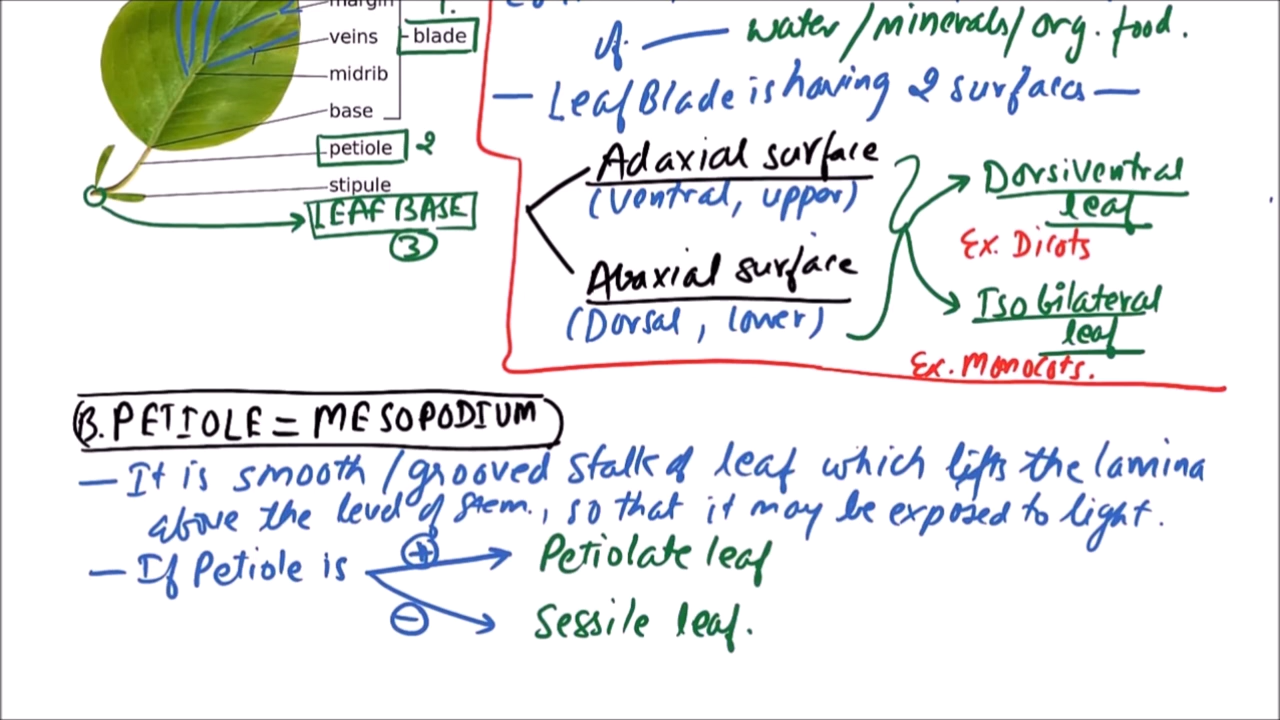 margin
1.
veins
blade
midrib
base
petiole 2
stipule
LEAF BASE
3
of — water/minerals/org. food.
— Leaf Blade is having 2 surfaces —
Adaxial surface
(Ventral, upper)
Abaxial surface
(Dorsal, lower)
Dorsiventral
leaf
Ex. Dicots
Isobilateral
leaf
Ex. Monocots.
B. PETIOLE = MESOPODIUM
— It is smooth/grooved stalk of leaf which lifts the lamina
above the level of stem., so that it may be exposed to light.
— If Petiole is + Petiolate leaf
− Sessile leaf.